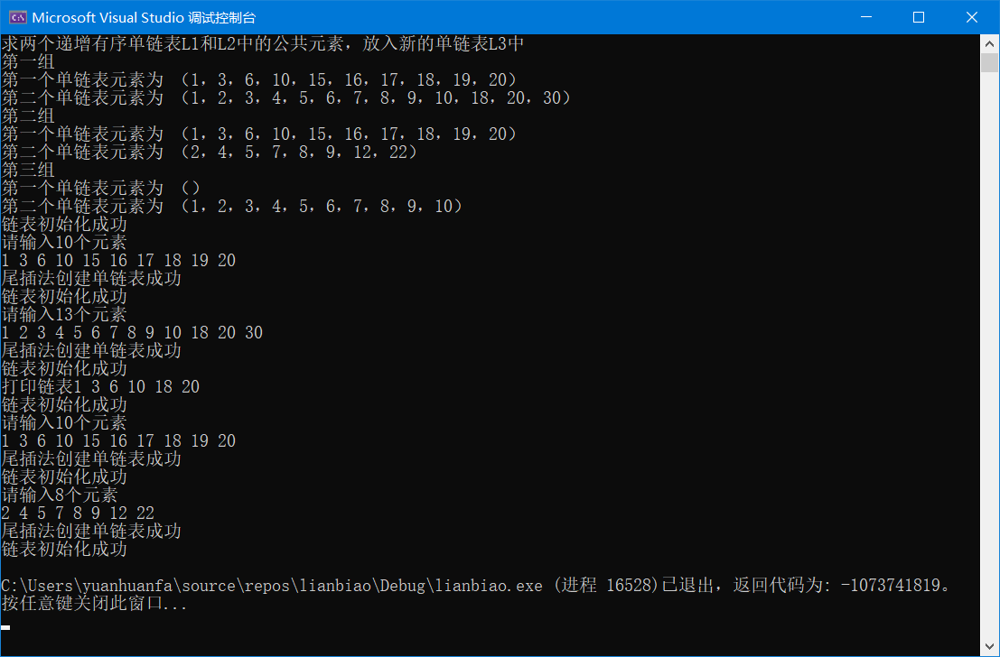 Microsoft Visual Studio 调试控制台
求两个递增有序单链表L1和L2中的公共元素，放入新的单链表L3中
第一组
第一个单链表元素为 （1，3，6，10，15，16，17，18，19，20）
第二个单链表元素为 （1，2，3，4，5，6，7，8，9，10，18，20，30）
第二组
第一个单链表元素为 （1，3，6，10，15，16，17，18，19，20）
第二个单链表元素为 （2，4，5，7，8，9，12，22）
第三组
第一个单链表元素为 （）
第二个单链表元素为 （1，2，3，4，5，6，7，8，9，10）
链表初始化成功
请输入10个元素
1 3 6 10 15 16 17 18 19 20
尾插法创建单链表成功
链表初始化成功
请输入13个元素
1 2 3 4 5 6 7 8 9 10 18 20 30
尾插法创建单链表成功
链表初始化成功
打印链表1 3 6 10 18 20
链表初始化成功
请输入10个元素
1 3 6 10 15 16 17 18 19 20
尾插法创建单链表成功
链表初始化成功
请输入8个元素
2 4 5 7 8 9 12 22
尾插法创建单链表成功
链表初始化成功
C:\Users\yuanhuanfa\source\repos\lianbiao\Debug\lianbiao.exe (进程 16528)已退出，返回代码为: -1073741819。
按任意键关闭此窗口...